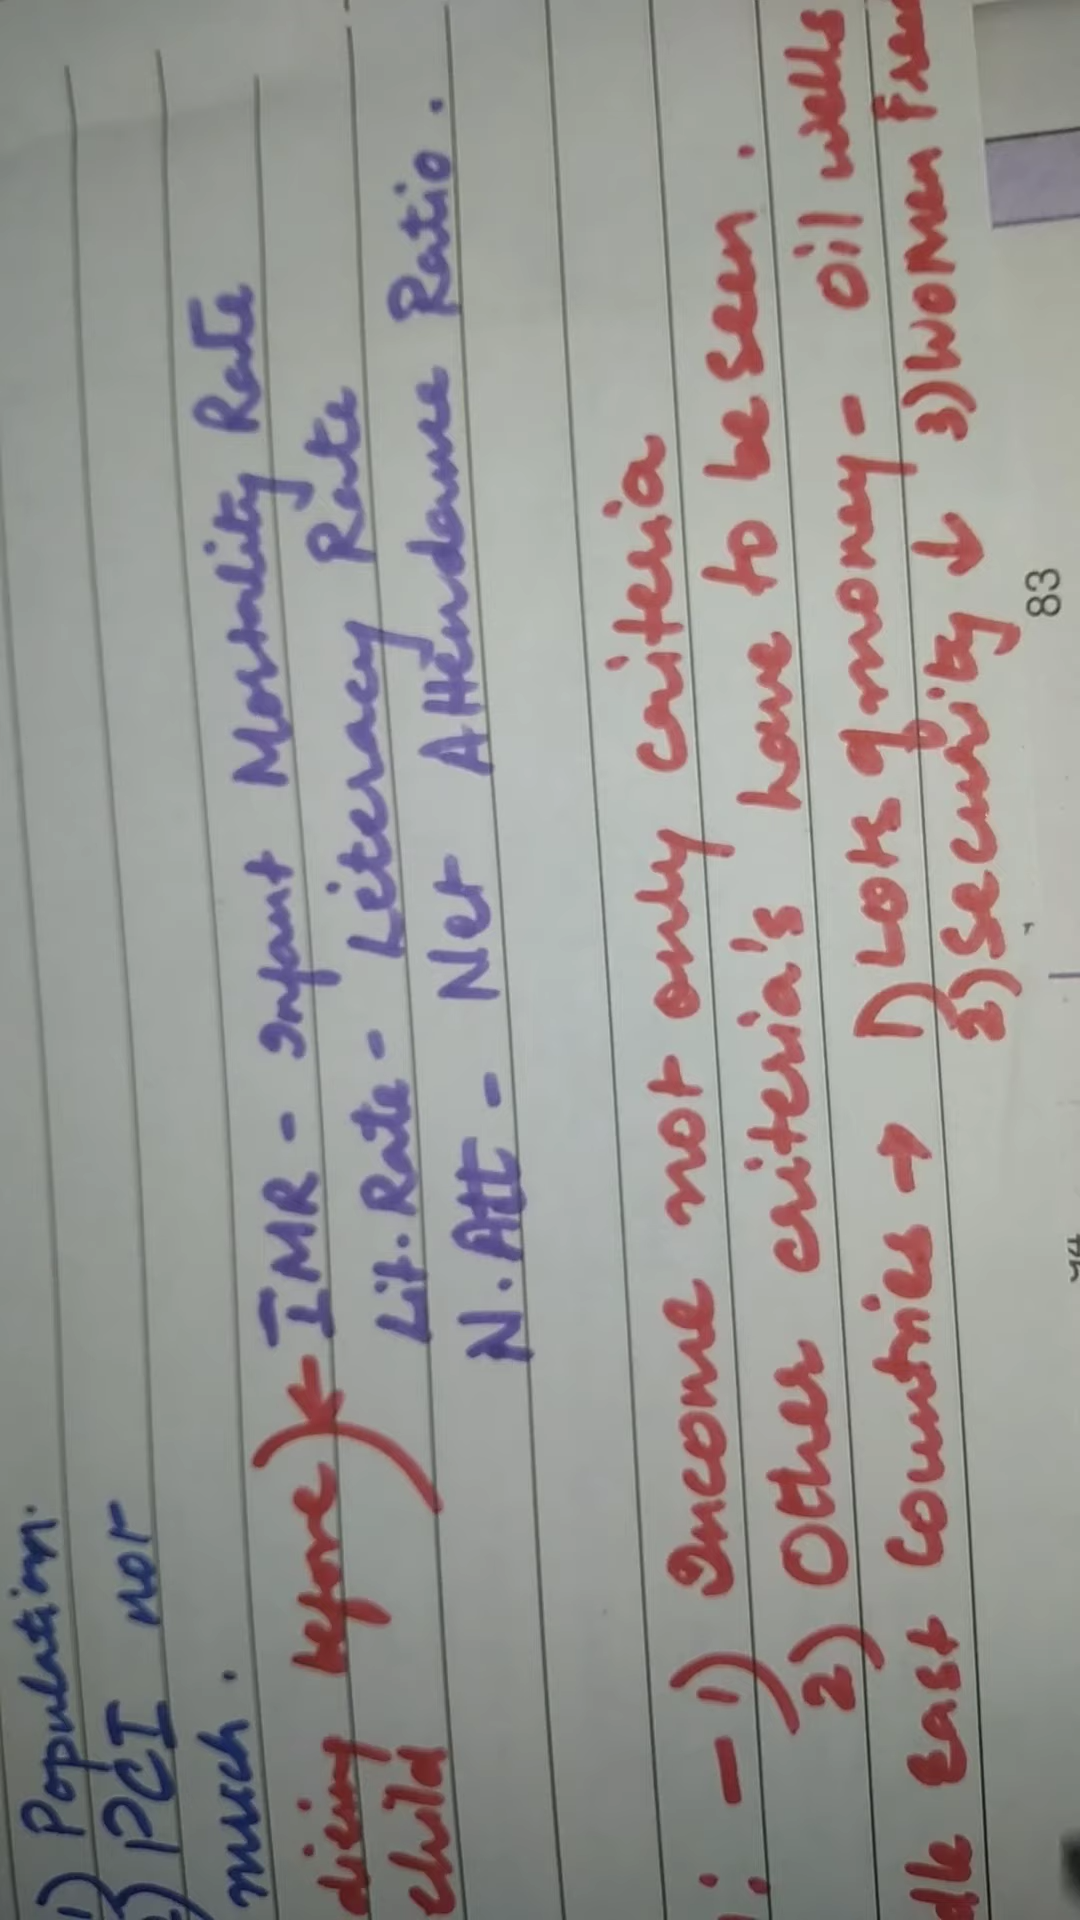 1) Population.
2) PCI not
much.
IMR - Infant Mortality Rate
dieing before
child
Lit. Rate - Literacy Rate
N. Att - Net Attendance Ratio.
: - 1) Income not only criteria
2) Other criteria's have to be seen.
East Countries → 1) Lots of money - oil wells
2) Security ↓ 3) Women
83